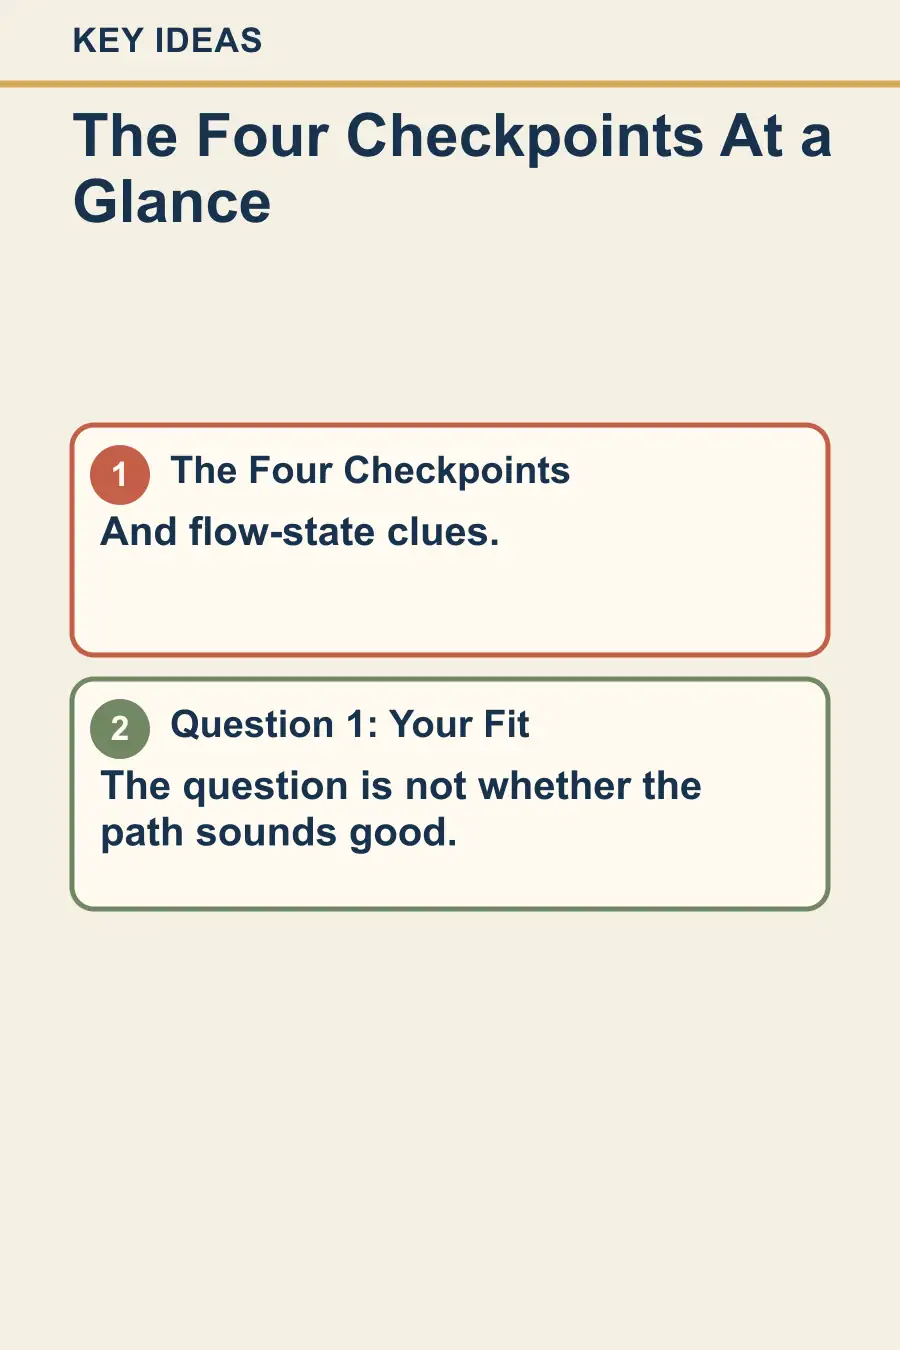 KEY IDEAS
The Four Checkpoints At a
Glance
1 The Four Checkpoints
And flow-state clues.
2 Question 1: Your Fit
The question is not whether the
path sounds good.